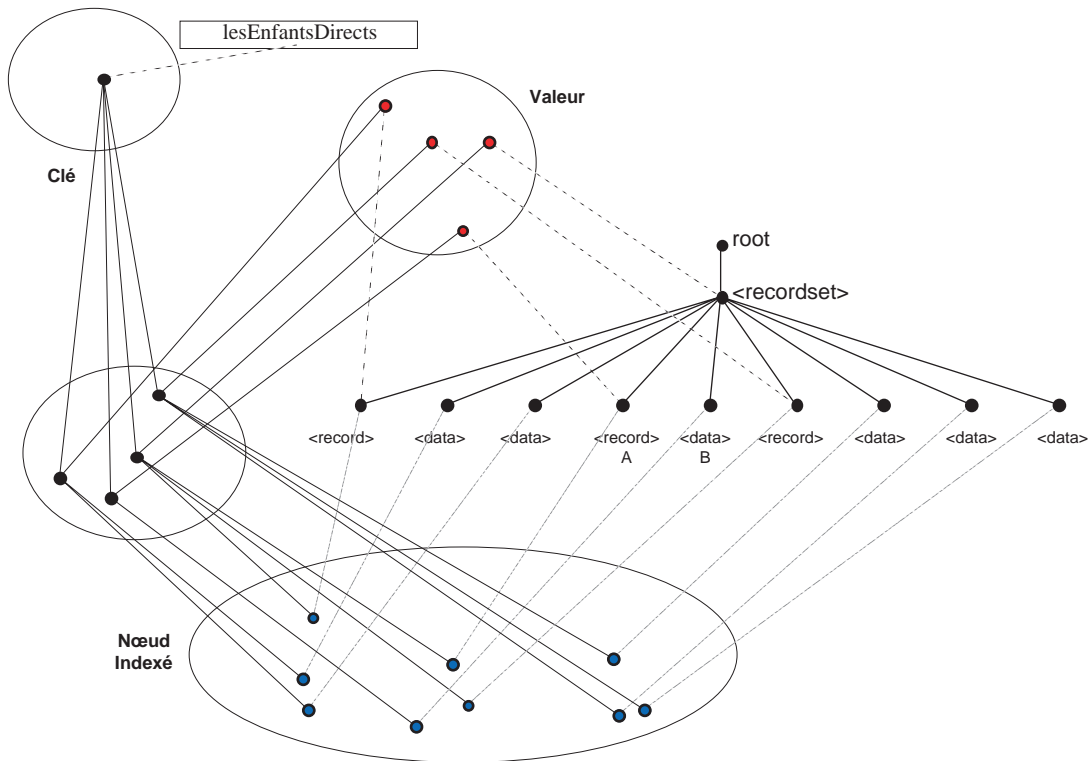 lesEnfantsDirects
Valeur
Clé
root
<recordset>
<record> <data> <data> <record> <data> <record> <data> <data> <data>
A B
Nœud
Indexé